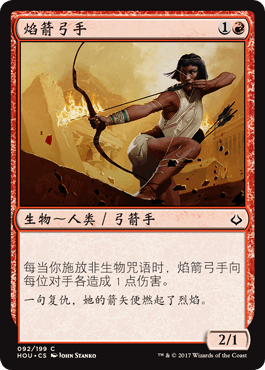 焰箭弓手 1
生物～人类 / 弓箭手
每当你施放非生物咒语时，焰箭弓手向
每位对手各造成 1 点伤害。
一句复仇，她的箭矢便燃起了烈焰。
2/1
092/199 C
HOU • CS JOHN STANKO
™ & © 2017 Wizards of the Coast